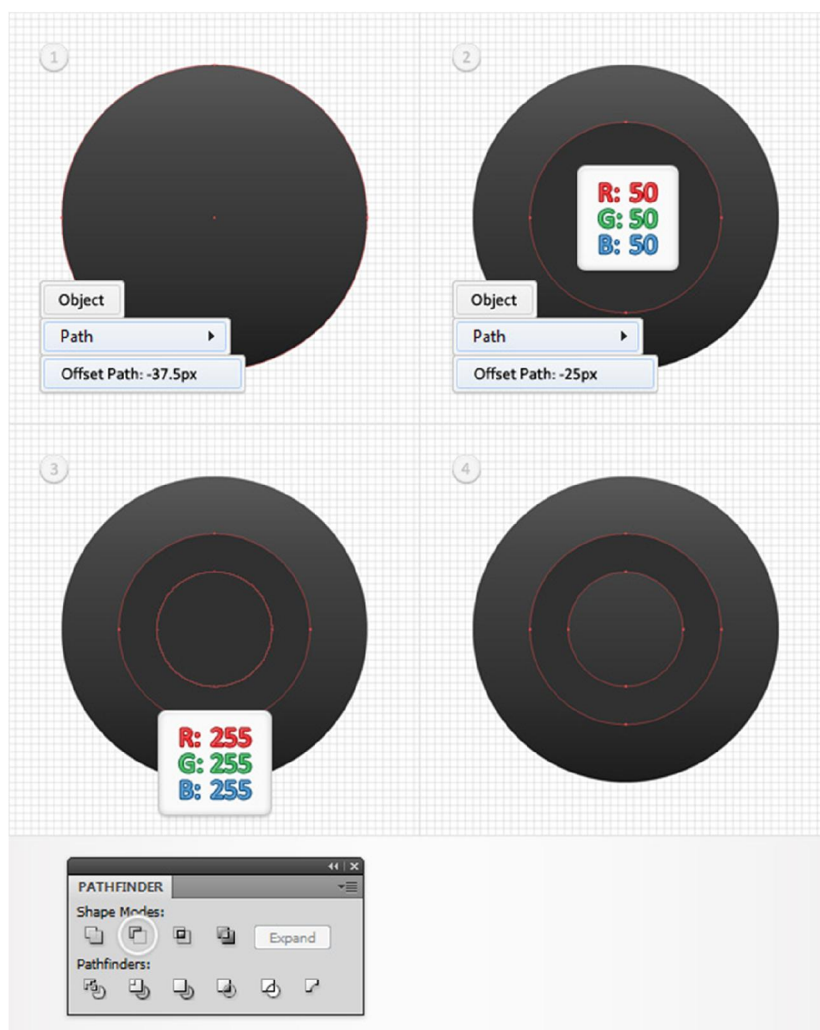 1
Object
Path
Offset Path: -37.5px
2
R: 50
G: 50
B: 50
Object
Path
Offset Path: -25px
3
R: 255
G: 255
B: 255
4
PATHFINDER
Shape Modes:
Expand
Pathfinders: